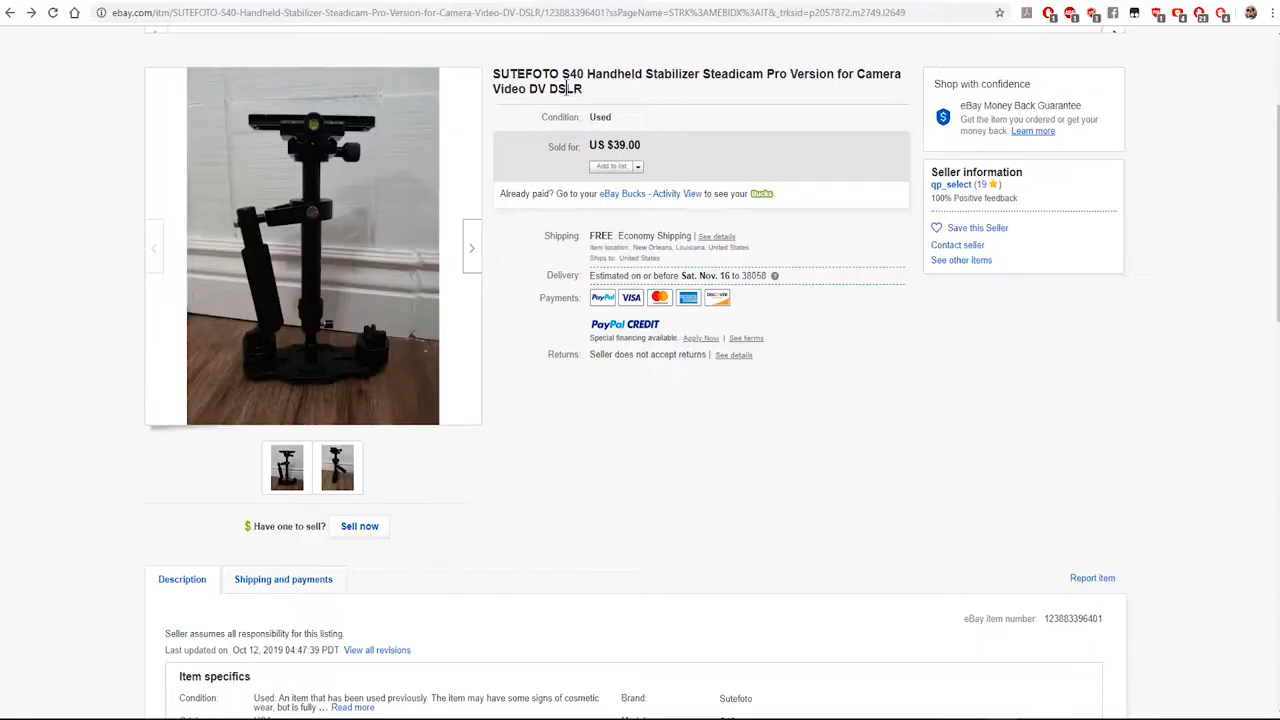 ebay.com/itm/SUTEFOTO-S40-Handheld-Stabilizer-Steadicam-Pro-Version-for-Camera-Video-DV-DSLR/123883396401?ssPageName=STRK%3AMEBIDX%3AIT&_trksid=p2057872.m2749.l2649
SUTEFOTO S40 Handheld Stabilizer Steadicam Pro Version for Camera
Video DV DSLR
Condition: Used
Sold for: US $39.00
Add to list
Already paid? Go to your eBay Bucks - Activity View to see your Bucks.
Shipping: FREE Economy Shipping | See details
Item location: New Orleans, Louisiana, United States
Ships to: United States
Delivery: Estimated on or before Sat. Nov. 16 to 38058
Payments: PayPal VISA MasterCard AMERICAN EXPRESS DISCOVER
PayPal CREDIT
Special financing available. Apply Now | See terms
Returns: Seller does not accept returns | See details
Shop with confidence
eBay Money Back Guarantee
Get the item you ordered or get your
money back. Learn more
Seller information
qp_select (19)
100% Positive feedback
Save this Seller
Contact seller
See other items
$ Have one to sell? Sell now
Description
Shipping and payments
Report item
eBay item number: 123883396401
Seller assumes all responsibility for this listing.
Last updated on Oct 12, 2019 04:47:39 PDT View all revisions
Item specifics
Condition: Used: An item that has been used previously. The item may have some signs of cosmetic
wear, but is fully ... Read more
Brand: Sutefoto